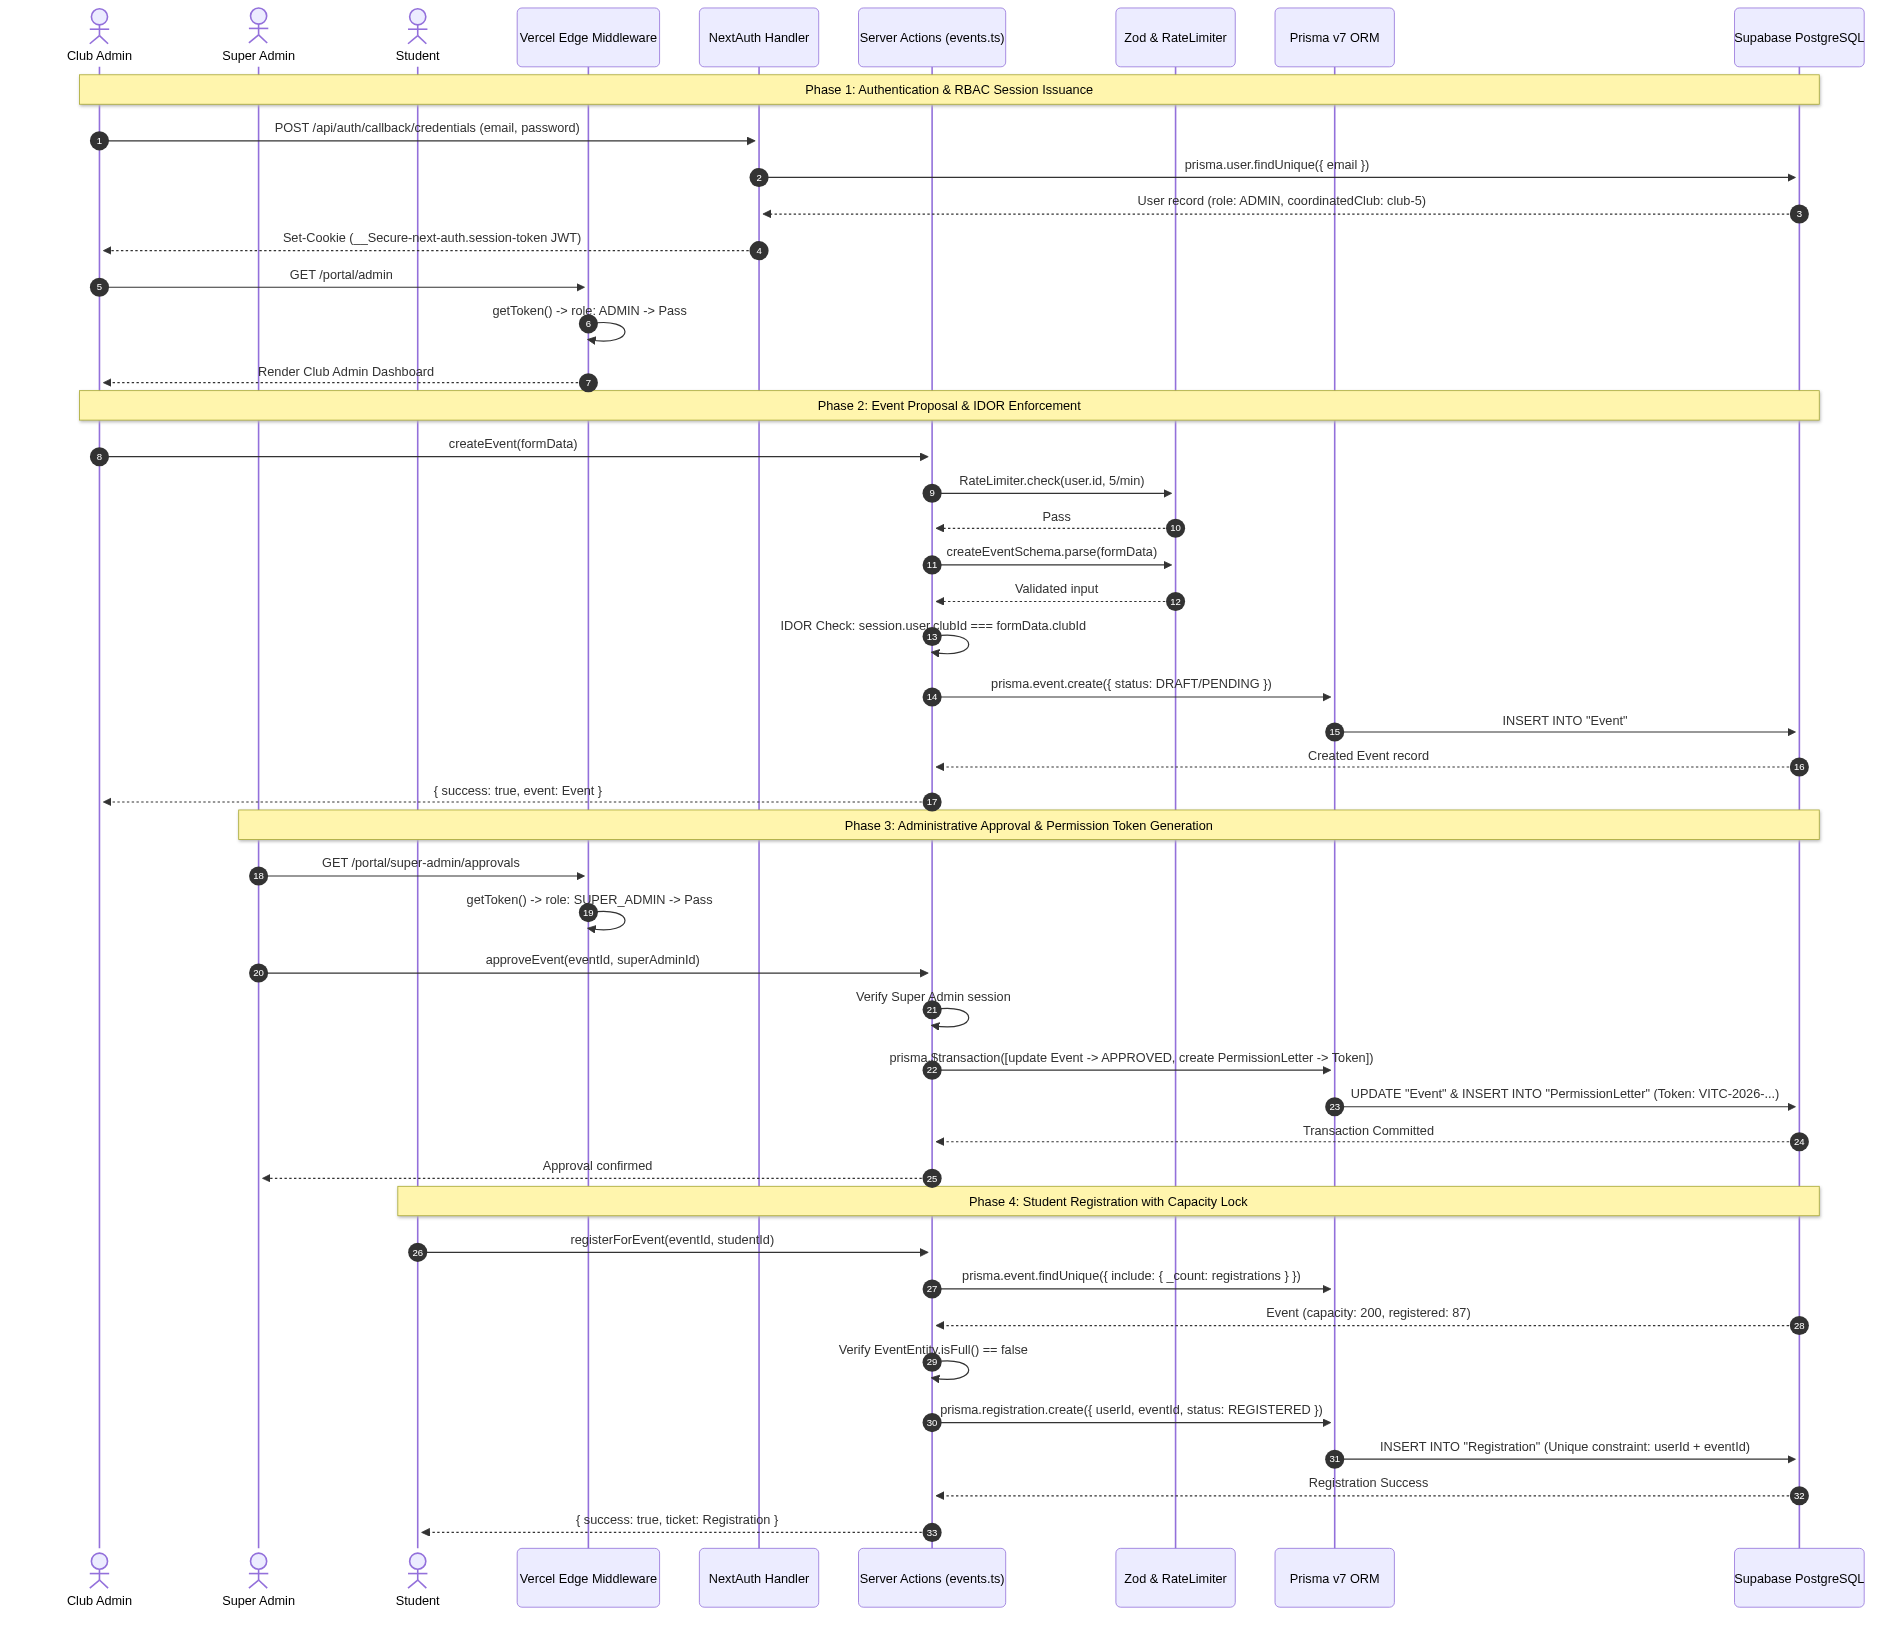 Club Admin
Super Admin
Student
Vercel Edge Middleware
NextAuth Handler
Server Actions (events.ts)
Zod & RateLimiter
Prisma v7 ORM
Supabase PostgreSQL
Phase 1: Authentication & RBAC Session Issuance
POST /api/auth/callback/credentials (email, password)
1
prisma.user.findUnique({ email })
2
User record (role: ADMIN, coordinatedClub: club-5)
3
Set-Cookie (__Secure-next-auth.session-token JWT)
4
GET /portal/admin
5
getToken() -> role: ADMIN -> Pass
6
Render Club Admin Dashboard
7
Phase 2: Event Proposal & IDOR Enforcement
createEvent(formData)
8
RateLimiter.check(user.id, 5/min)
9
Pass
10
createEventSchema.parse(formData)
11
Validated input
12
IDOR Check: session.user.clubId === formData.clubId
13
prisma.event.create({ status: DRAFT/PENDING })
14
INSERT INTO "Event"
15
Created Event record
16
{ success: true, event: Event }
17
Phase 3: Administrative Approval & Permission Token Generation
GET /portal/super-admin/approvals
18
getToken() -> role: SUPER_ADMIN -> Pass
19
approveEvent(eventId, superAdminId)
20
Verify Super Admin session
21
prisma.$transaction([update Event -> APPROVED, create PermissionLetter -> Token])
22
UPDATE "Event" & INSERT INTO "PermissionLetter" (Token: VITC-2026-...)
23
Transaction Committed
24
Approval confirmed
25
Phase 4: Student Registration with Capacity Lock
registerForEvent(eventId, studentId)
26
prisma.event.findUnique({ include: { _count: registrations } })
27
Event (capacity: 200, registered: 87)
28
Verify EventEntity.isFull() == false
29
prisma.registration.create({ userId, eventId, status: REGISTERED })
30
INSERT INTO "Registration" (Unique constraint: userId + eventId)
31
Registration Success
32
{ success: true, ticket: Registration }
33
Club Admin
Super Admin
Student
Vercel Edge Middleware
NextAuth Handler
Server Actions (events.ts)
Zod & RateLimiter
Prisma v7 ORM
Supabase PostgreSQL